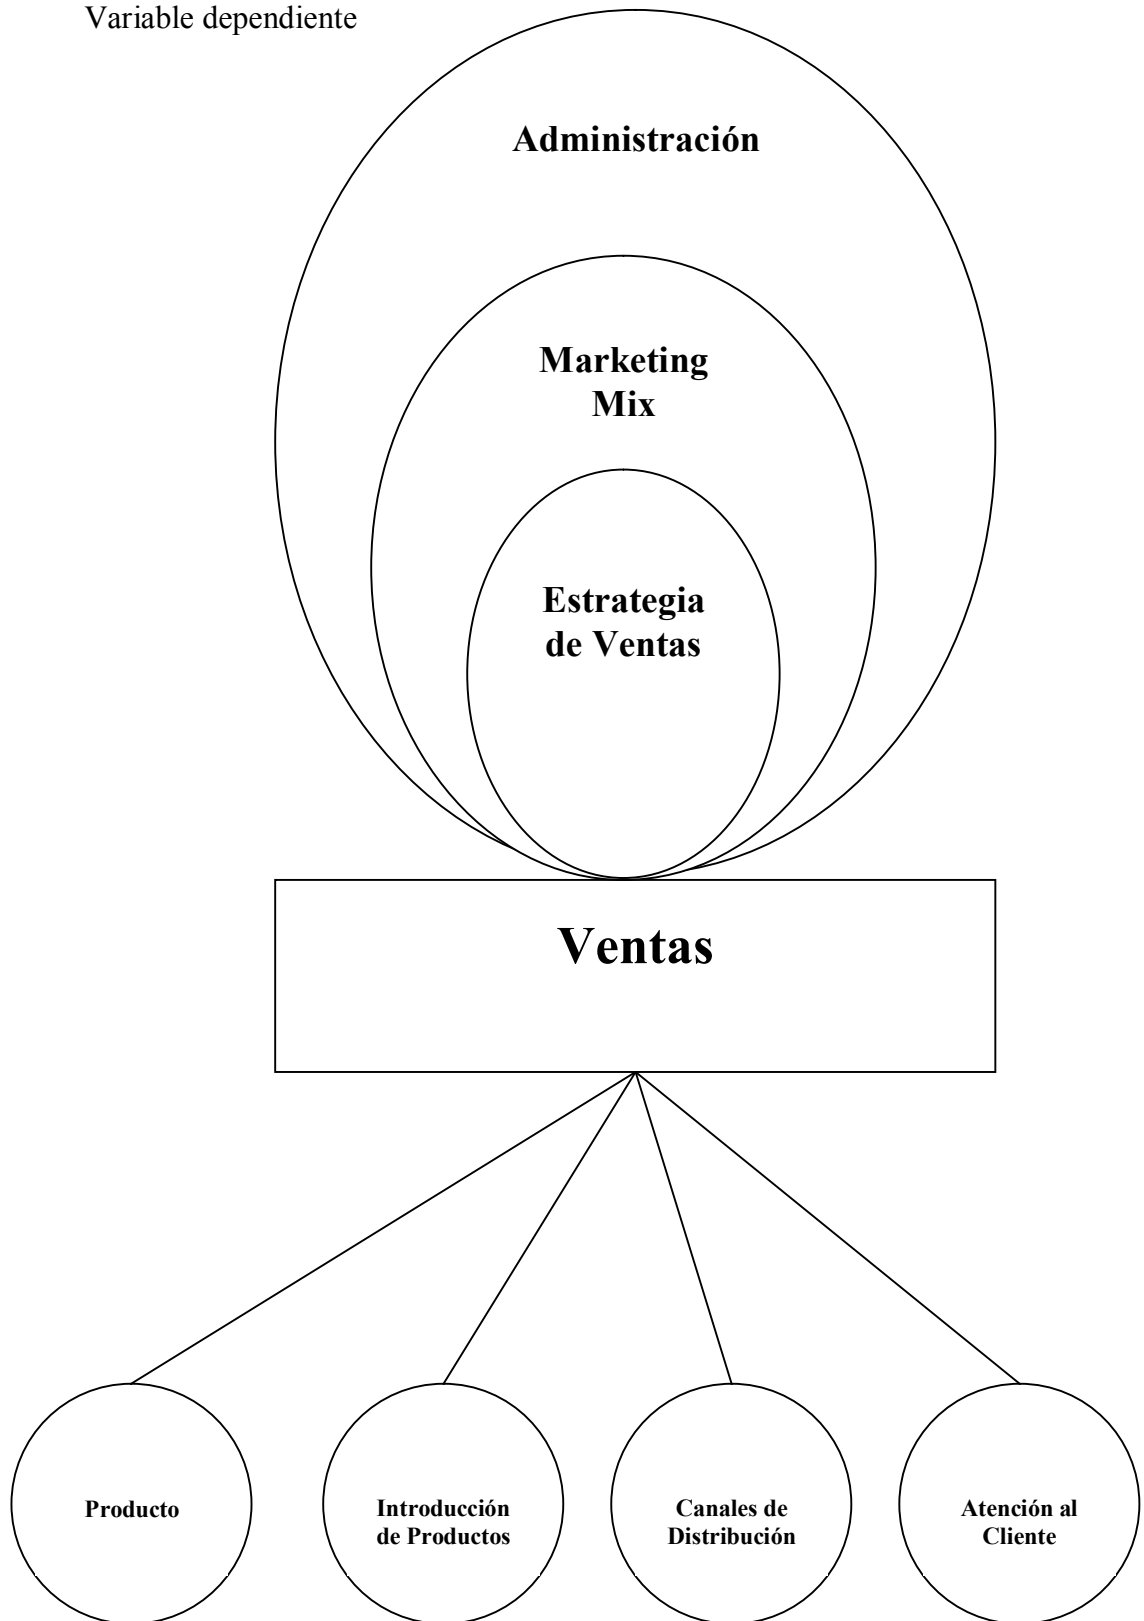 Variable dependiente
Administración
Marketing
Mix
Estrategia
de Ventas
Ventas
Producto
Introducción
de Productos
Canales de
Distribución
Atención al
Cliente